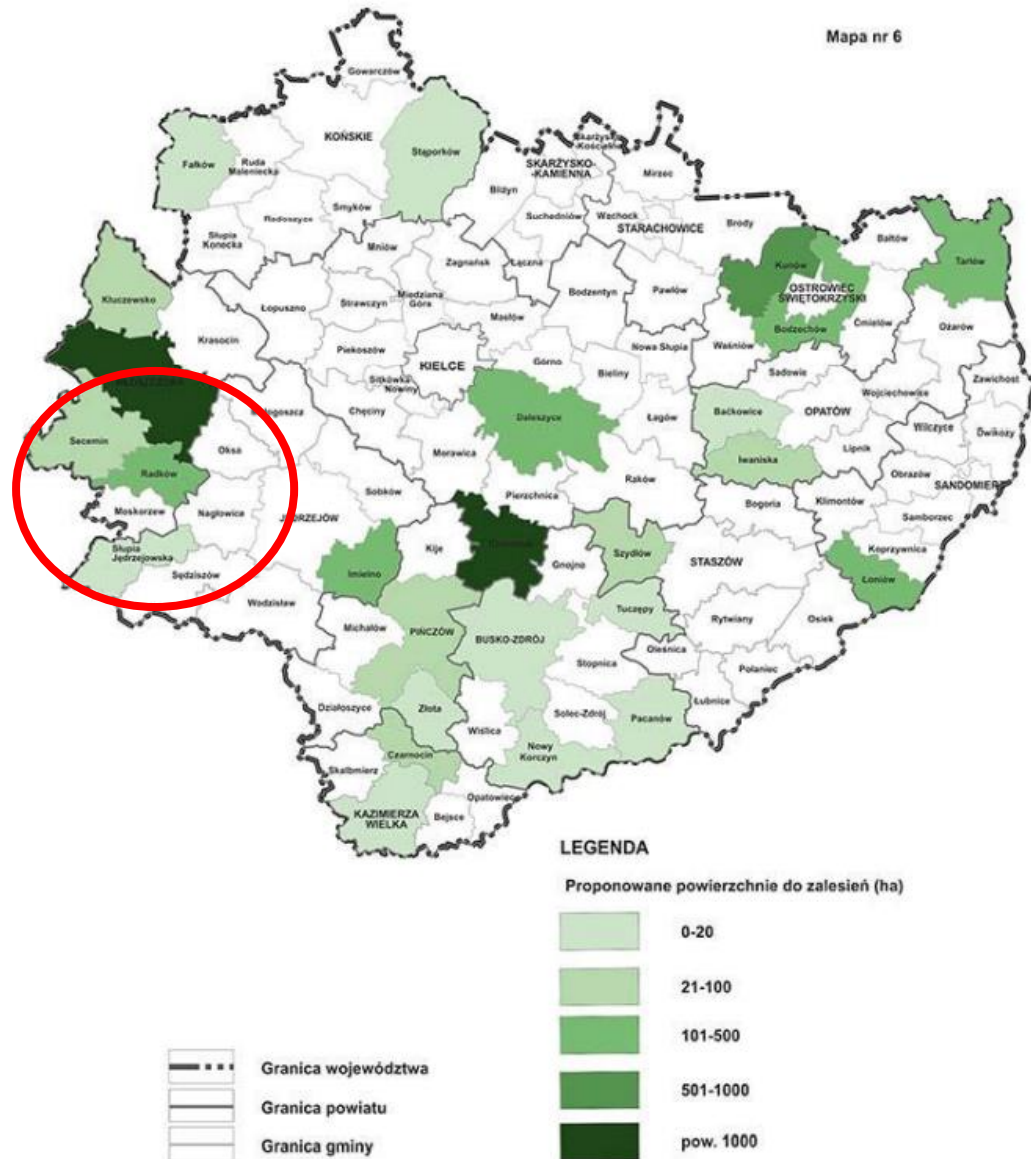 Mapa nr 6
Gowarczów
KOŃSKIE
Fałków
Ruda
Maleniecka
Stąporków
Skarżysko
-Kościelne
SKARŻYSKO-
-KAMIENNA
Mirzec
Bliżyn
Smyków
Radoszyce
Suchedniów
Wąchock
STARACHOWICE
Brody
Słupia
Konecka
Mniów
Zagnańsk
Łączna
Bałtów
Kunów
Tarłów
Kluczewsko
Łopuszno
Strawczyn
Miedziana
Góra
Bodzentyn
Pawłów
OSTROWIEC
ŚWIĘTOKRZYSKI
Masłów
Bodzechów
Ćmielów
Ożarów
Krasocin
Piekoszów
KIELCE
Górno
Nowa Słupia
Waśniów
Sadowie
Bieliny
Sitkówka
-Nowiny
Zawichost
Wojciechowice
Chęciny
Daleszyce
Łagów
Baćkowice
OPATÓW
Secemin
Oksa
Morawica
Iwaniska
Lipnik
Wilczyce
Dwikozy
Radków
Raków
Obrazów
SANDOMIERZ
Sobków
Pierzchnica
Bogoria
Klimontów
Moskorzew
Nagłowice
Samborzec
Słupia
Jędrzejowska
Kije
Gnojno
Szydłów
STASZÓW
Koprzywnica
Sędziszów
Imielno
Łoniów
Wodzisław
Tuczępy
Rytwiany
Osiek
Michałów
PIŃCZÓW
BUSKO-ZDRÓJ
Oleśnica
Stopnica
Połaniec
Działoszyce
Złota
Wiślica
Solec-Zdrój
Pacanów
Łubnice
Czarnocin
Nowy
Korczyn
Skalbmierz
Opatowiec
KAZIMIERZA
WIELKA
Bejsce
LEGENDA
Proponowane powierzchnie do zalesień (ha)
0-20
21-100
101-500
501-1000
pow. 1000
Granica województwa
Granica powiatu
Granica gminy